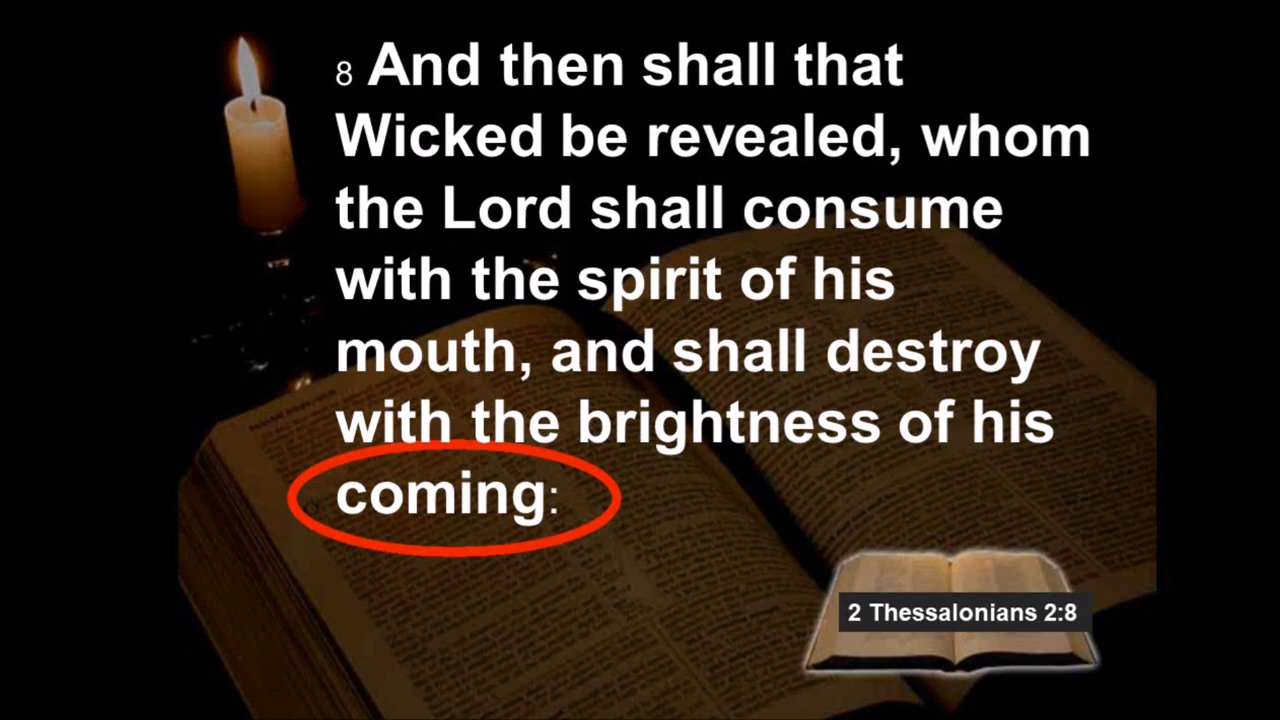 8 And then shall that
Wicked be revealed, whom
the Lord shall consume
with the spirit of his
mouth, and shall destroy
with the brightness of his
coming:
2 Thessalonians 2:8